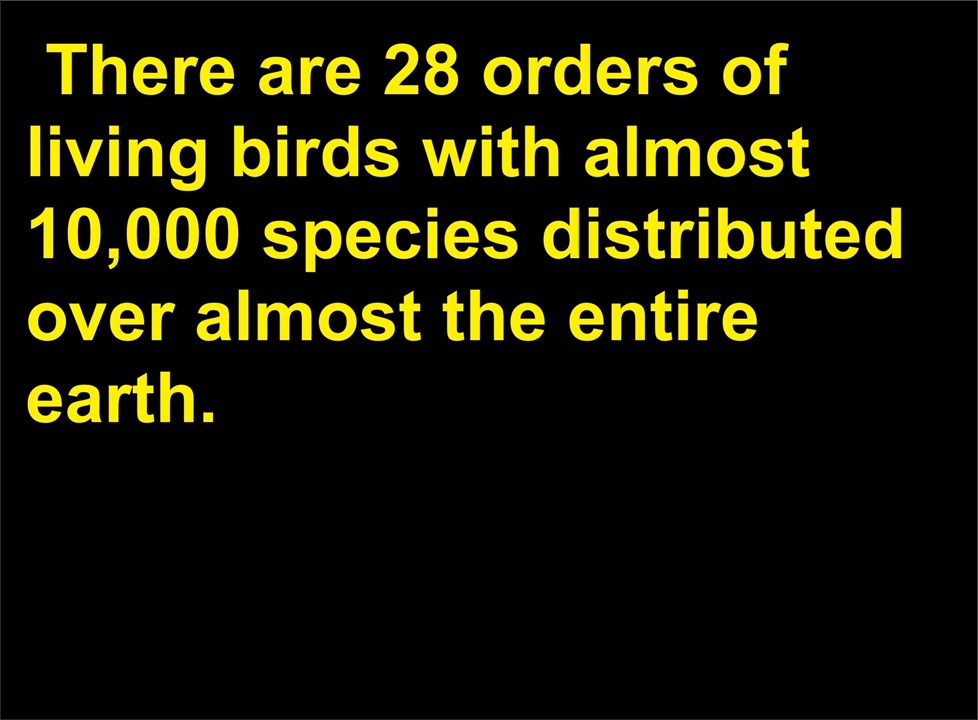 There are 28 orders of
living birds with almost
10,000 species distributed
over almost the entire
earth.